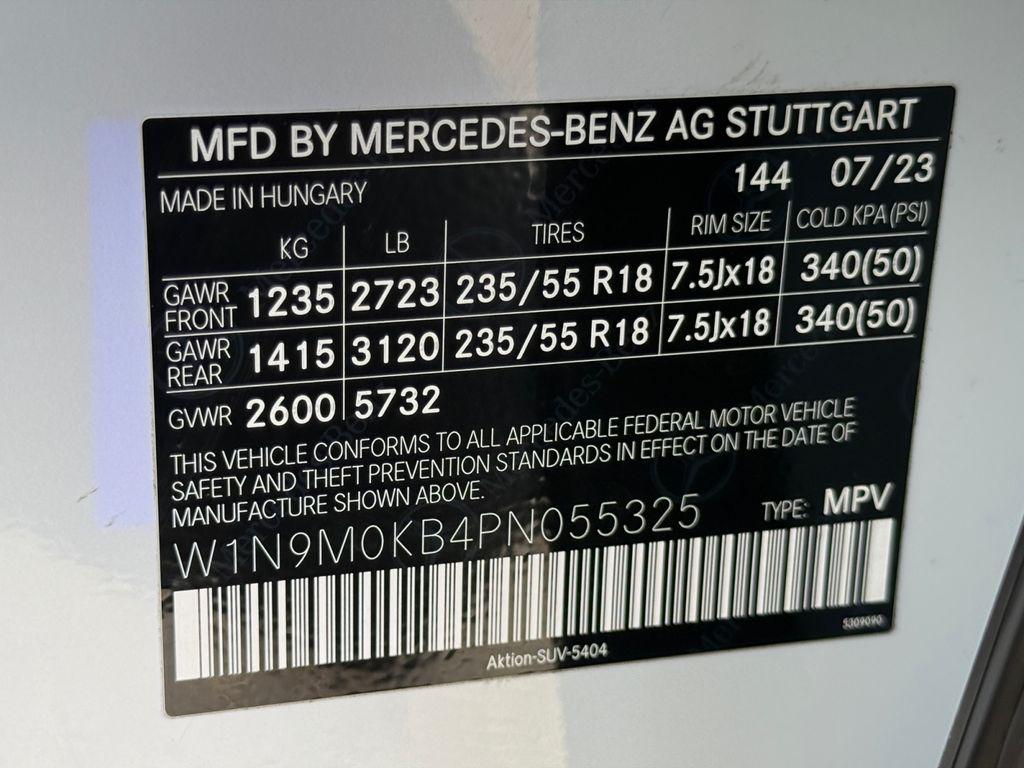 MFD BY MERCEDES-BENZ AG STUTTGART
MADE IN HUNGARY 144 07/23
KG LB TIRES RIM SIZE COLD KPA (PSI)
GAWR FRONT 1235 2723 235/55 R18 7.5Jx18 340(50)
GAWR REAR 1415 3120 235/55 R18 7.5Jx18 340(50)
GVWR 2600 5732
THIS VEHICLE CONFORMS TO ALL APPLICABLE FEDERAL MOTOR VEHICLE
SAFETY AND THEFT PREVENTION STANDARDS IN EFFECT ON THE DATE OF
MANUFACTURE SHOWN ABOVE.
W1N9M0KB4PN055325 TYPE: MPV
5309090
Aktion-SUV-5404